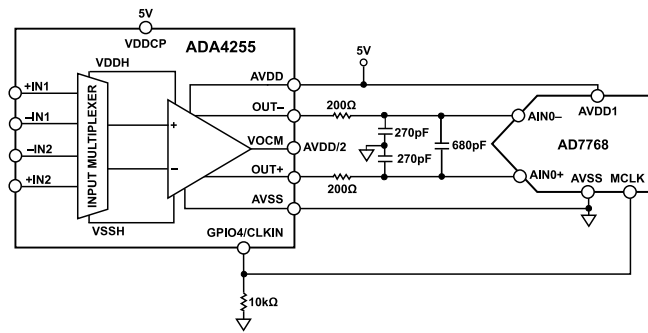 5V
VDDCP
ADA4255
VDDH
AVDD
5V
+IN1
OUT–
200Ω
AVDD1
–IN1
INPUT MULTIPLEXER
+
VOCM
AVDD/2
270pF
270pF
680pF
AIN0–
AD7768
–IN2
–
OUT+
200Ω
AIN0+
+IN2
AVSS
AVSS
MCLK
VSSH
GPIO4/CLKIN
10kΩ